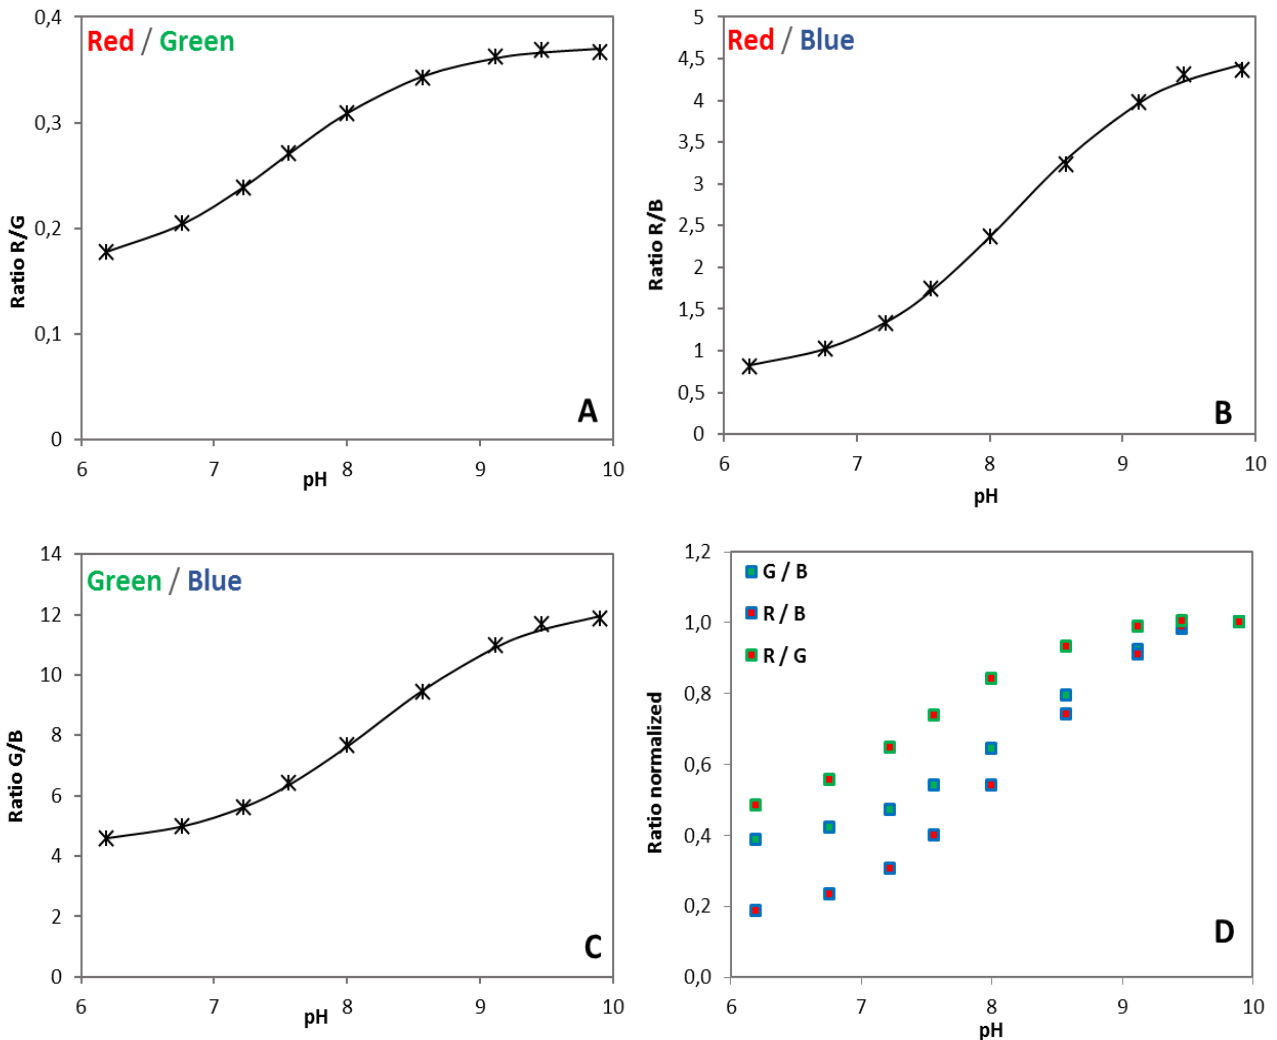 Red / Green
0,4
0,3
0,2
0,1
0
Ratio R/G
6 7 8 9 10
pH
A
Red / Blue
5
4,5
4
3,5
3
2,5
2
1,5
1
0,5
0
Ratio R/B
6 7 8 9 10
pH
B
Green / Blue
14
12
10
8
6
4
2
0
Ratio G/B
6 7 8 9 10
pH
C
G / B
R / B
R / G
1,2
1,0
0,8
0,6
0,4
0,2
0,0
Ratio normalized
6 7 8 9 10
pH
D